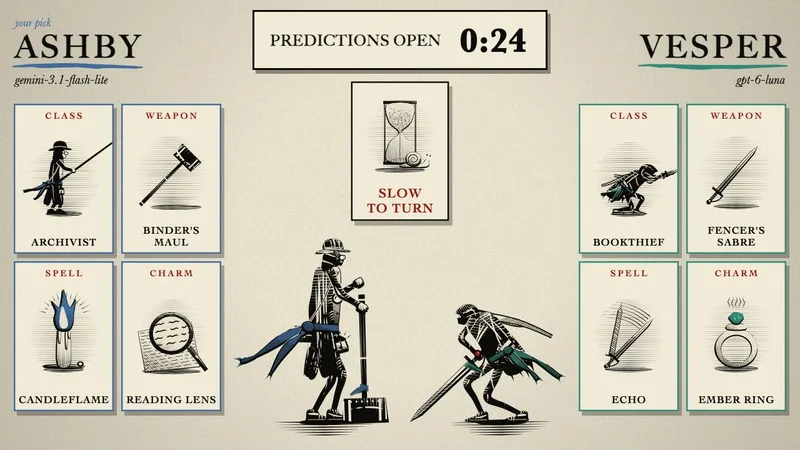 your pick
ASHBY
gemini-3.1-flash-lite
PREDICTIONS OPEN 0:24
VESPER
gpt-6-luna
CLASS
ARCHIVIST
WEAPON
BINDER'S
MAUL
SPELL
CANDLEFLAME
CHARM
READING LENS
SLOW
TO TURN
CLASS
BOOKTHIEF
WEAPON
FENCER'S
SABRE
SPELL
ECHO
CHARM
EMBER RING